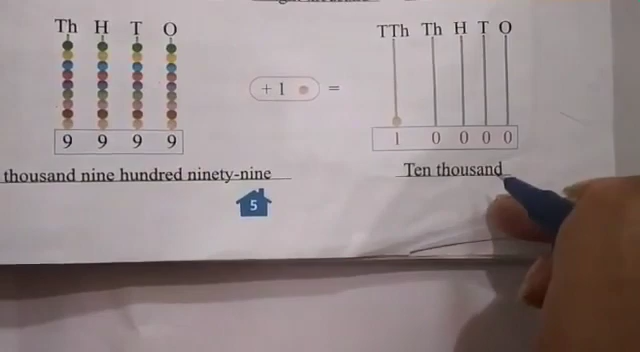 Th H T O
TTh Th H T O
+ 1 =
9 9 9 9
1 0 0 0 0
thousand nine hundred ninety-nine
Ten thousand
5